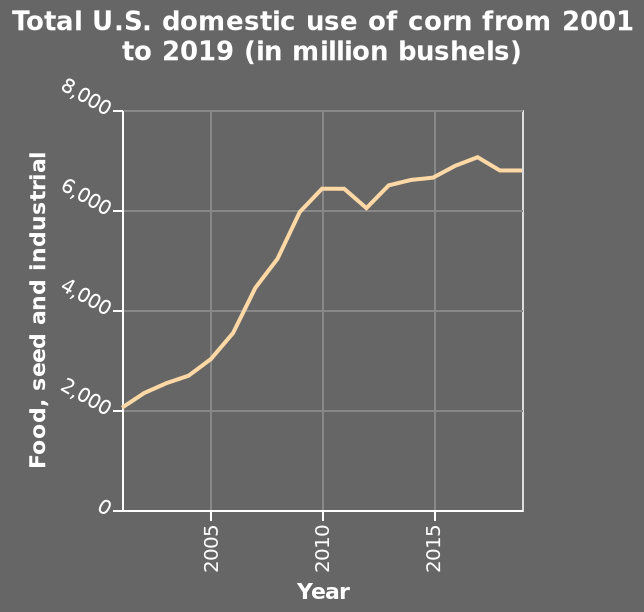 Total U.S. domestic use of corn from 2001
to 2019 (in million bushels)
Food, seed and industrial
8,000
6,000
4,000
2,000
0
2005
2010
2015
Year